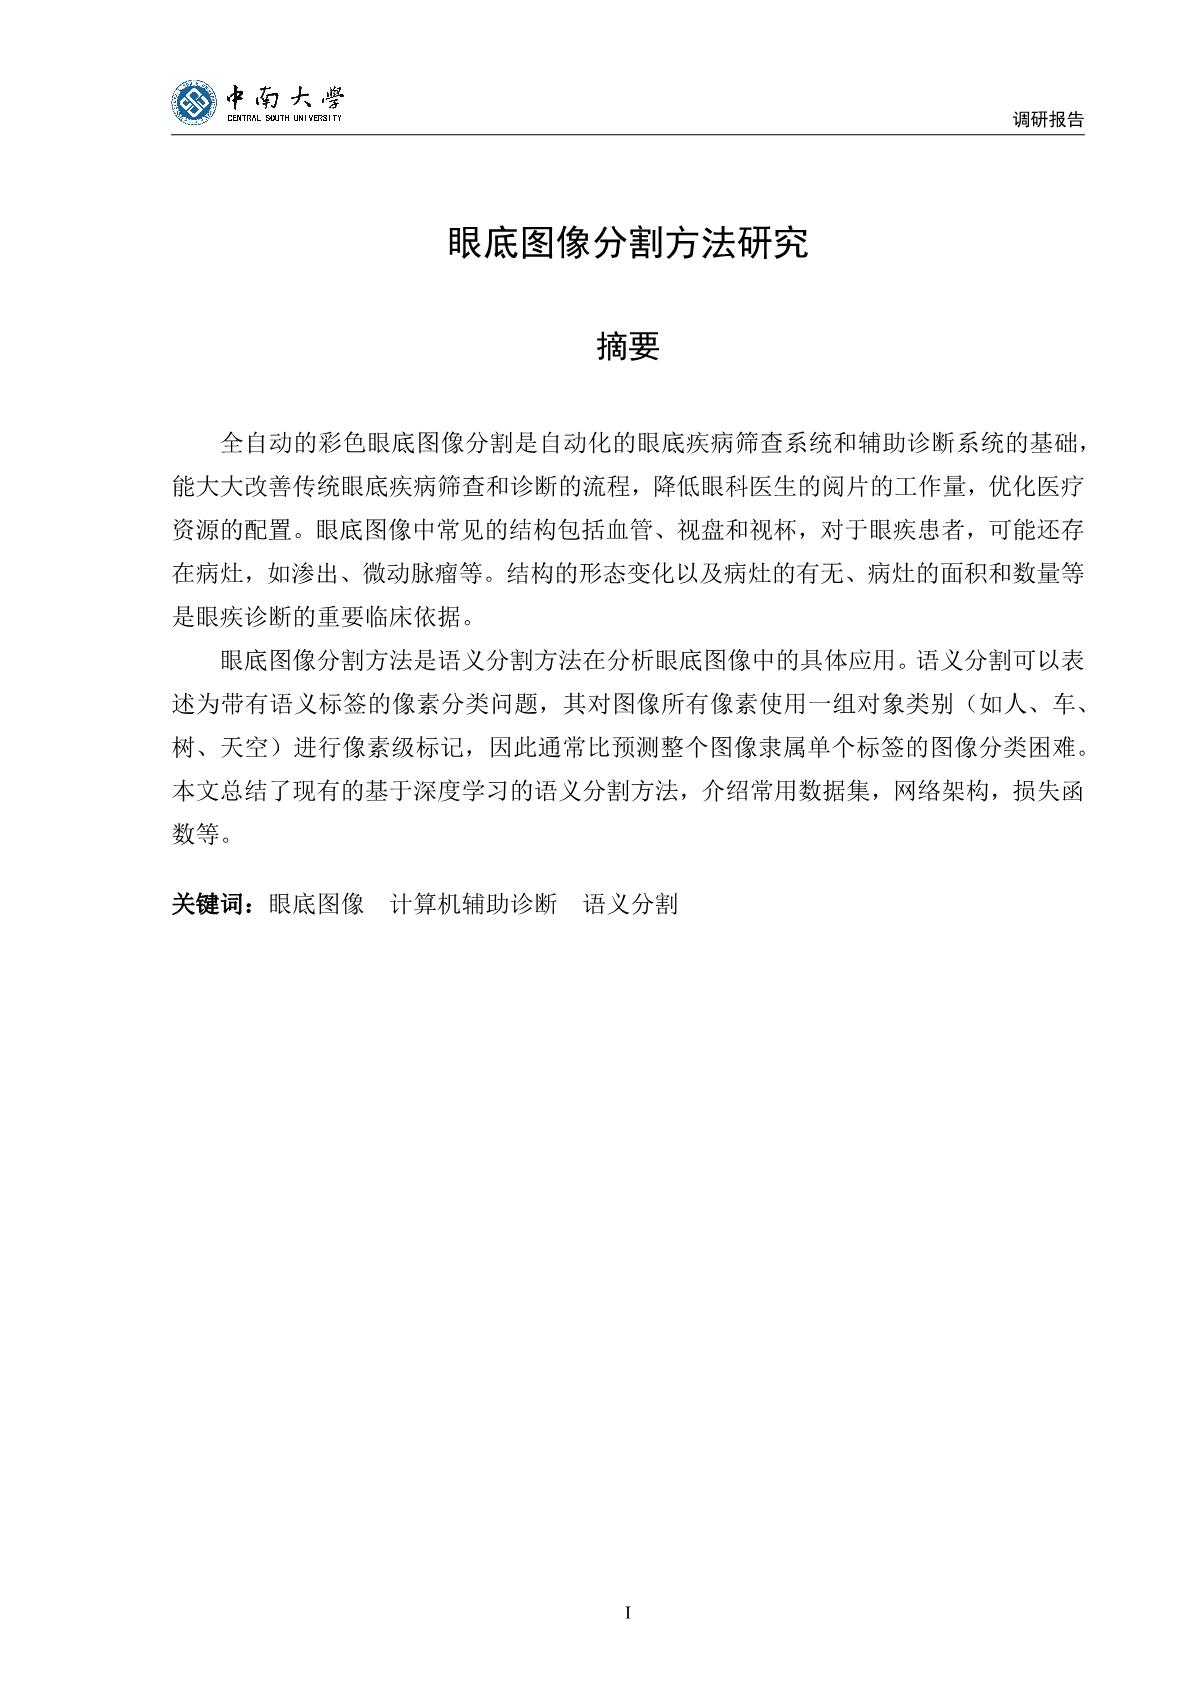 中南大學
CENTRAL SOUTH UNIVERSITY
调研报告
眼底图像分割方法研究
摘要
全自动的彩色眼底图像分割是自动化的眼底疾病筛查系统和辅助诊断系统的基础，
能大大改善传统眼底疾病筛查和诊断的流程，降低眼科医生的阅片的工作量，优化医疗
资源的配置。眼底图像中常见的结构包括血管、视盘和视杯，对于眼疾患者，可能还存
在病灶，如渗出、微动脉瘤等。结构的形态变化以及病灶的有无、病灶的面积和数量等
是眼疾诊断的重要临床依据。
眼底图像分割方法是语义分割方法在分析眼底图像中的具体应用。语义分割可以表
述为带有语义标签的像素分类问题，其对图像所有像素使用一组对象类别（如人、车、
树、天空）进行像素级标记，因此通常比预测整个图像隶属单个标签的图像分类困难。
本文总结了现有的基于深度学习的语义分割方法，介绍常用数据集，网络架构，损失函
数等。
关键词：眼底图像　计算机辅助诊断　语义分割
I